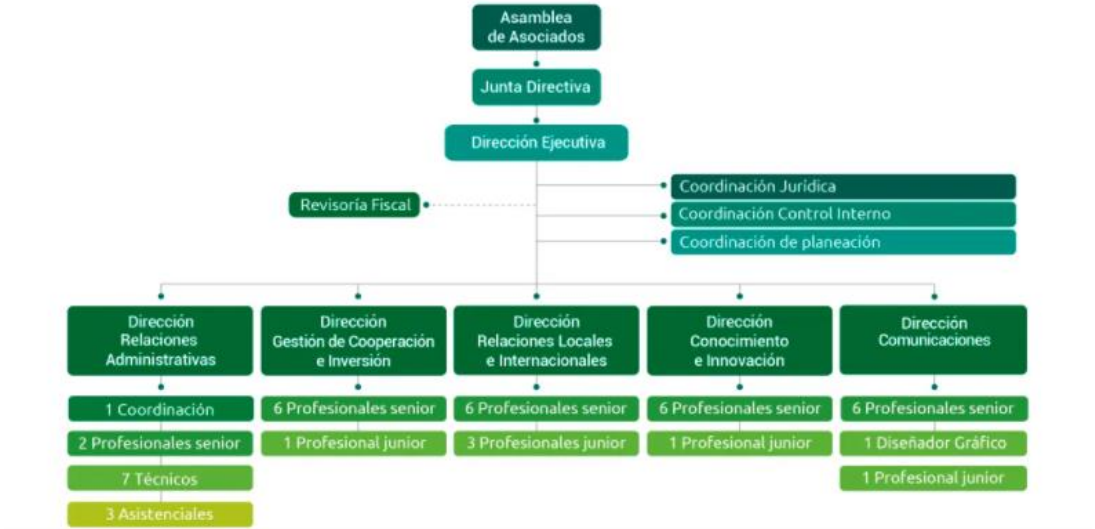 Asamblea
de Asociados
Junta Directiva
Dirección Ejecutiva
Revisoría Fiscal
Coordinación Jurídica
Coordinación Control Interno
Coordinación de planeación
Dirección
Relaciones
Administrativas
1 Coordinación
2 Profesionales senior
7 Técnicos
3 Asistenciales
Dirección
Gestión de Cooperación
e Inversión
6 Profesionales senior
1 Profesional junior
Dirección
Relaciones Locales
e Internacionales
6 Profesionales senior
3 Profesionales junior
Dirección
Conocimiento
e Innovación
6 Profesionales senior
1 Profesional junior
Dirección
Comunicaciones
6 Profesionales senior
1 Diseñador Gráfico
1 Profesional junior